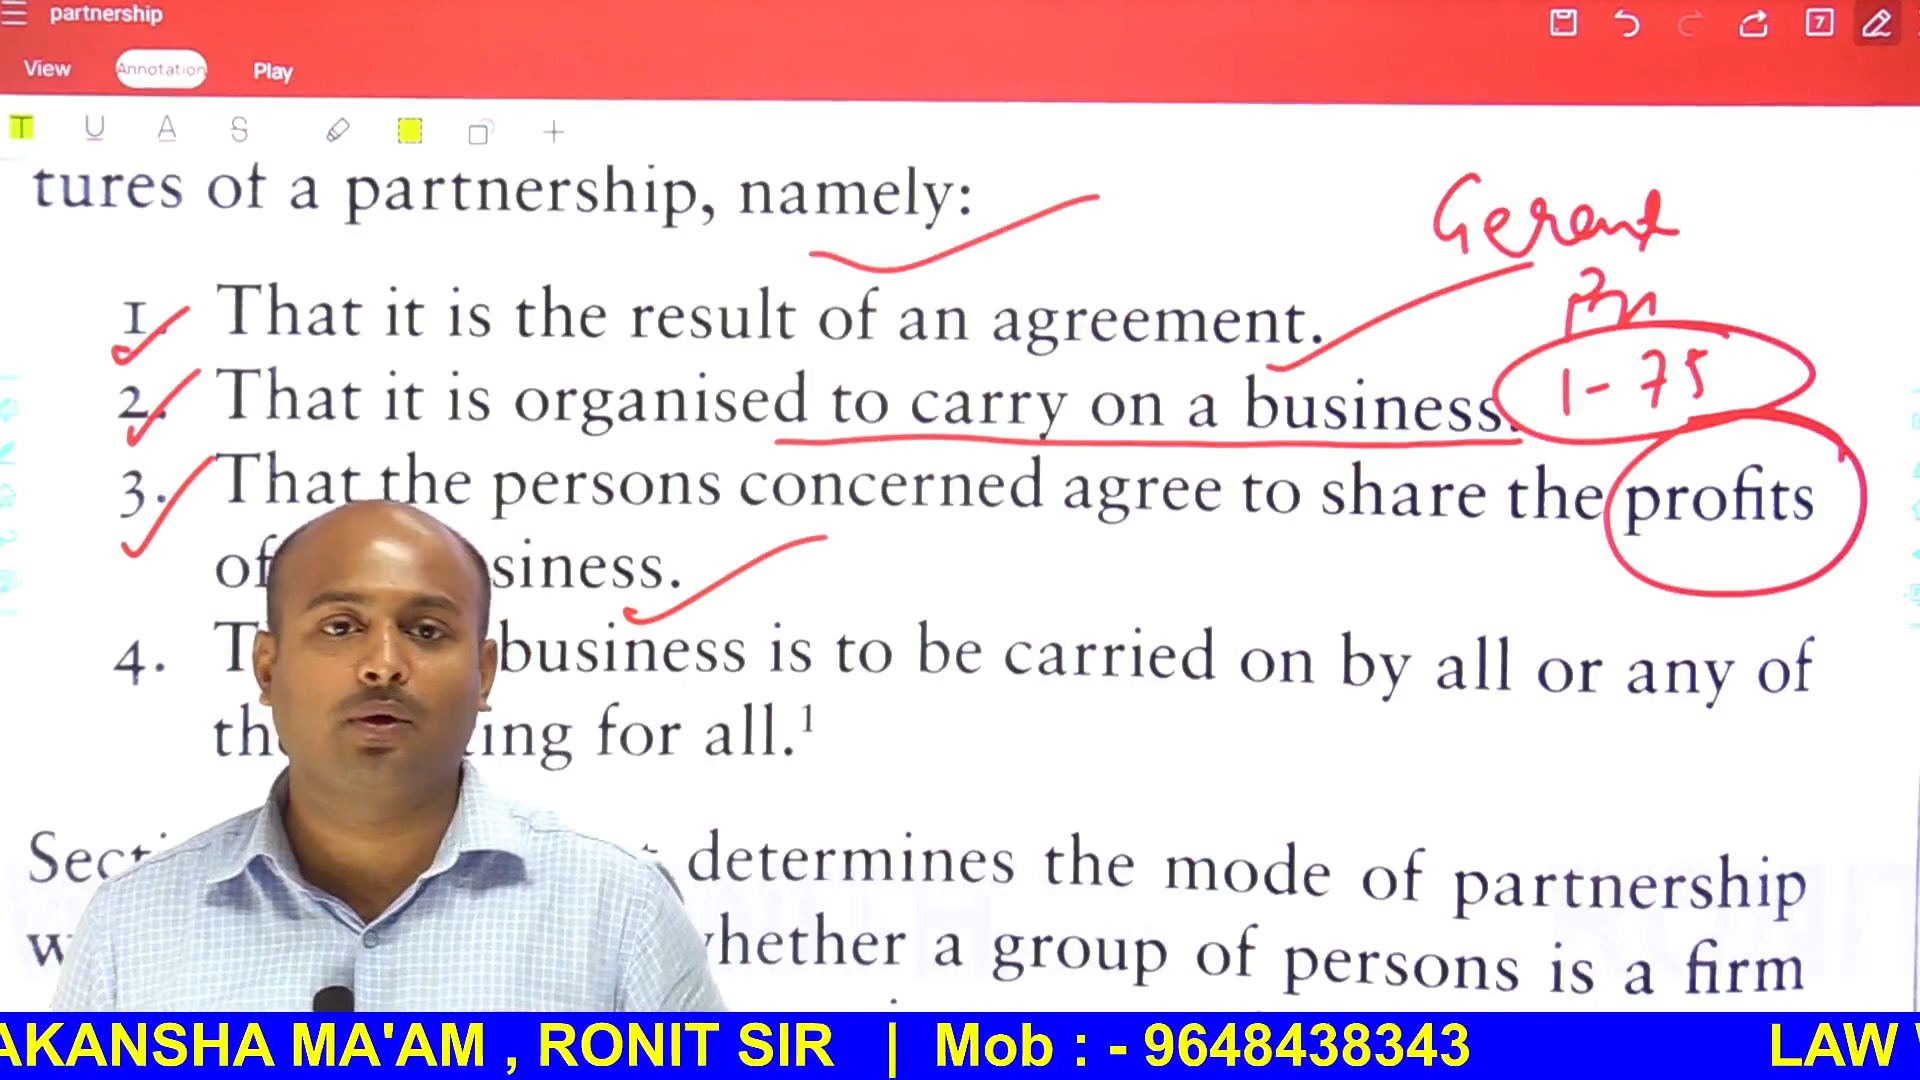 partnership
7
View Annotation Play
T U A S
tures of a partnership, namely:
1. That it is the result of an agreement.
2. That it is organised to carry on a business.
1-75
3. That the persons concerned agree to share the profits
of siness.
4. T business is to be carried on by all or any of
th ting for all.¹
Sect determines the mode of partnership
w whether a group of persons is a firm
AKANSHA MA'AM , RONIT SIR | Mob : - 9648438343 LAW